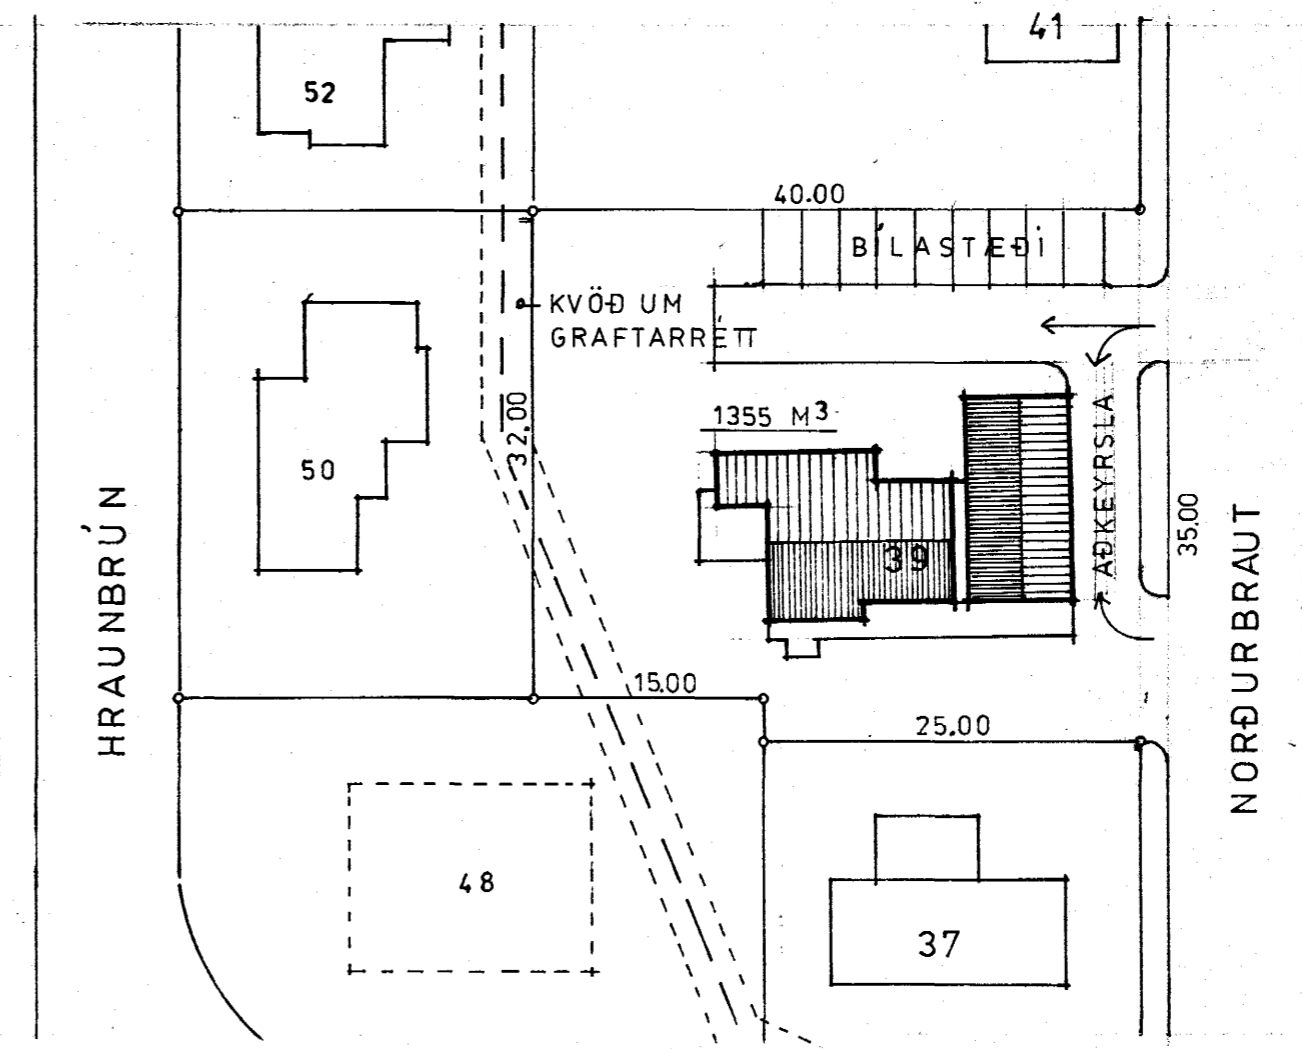 41
52
40.00
BÍLASTÆÐI
KVÖÐ UM
GRAFTARRÉTT
32.00
1355 M3
AÐKEYRSLA
50
39
35.00
HRAUNBRÚN
NORÐURBRAUT
15.00
25.00
48
37